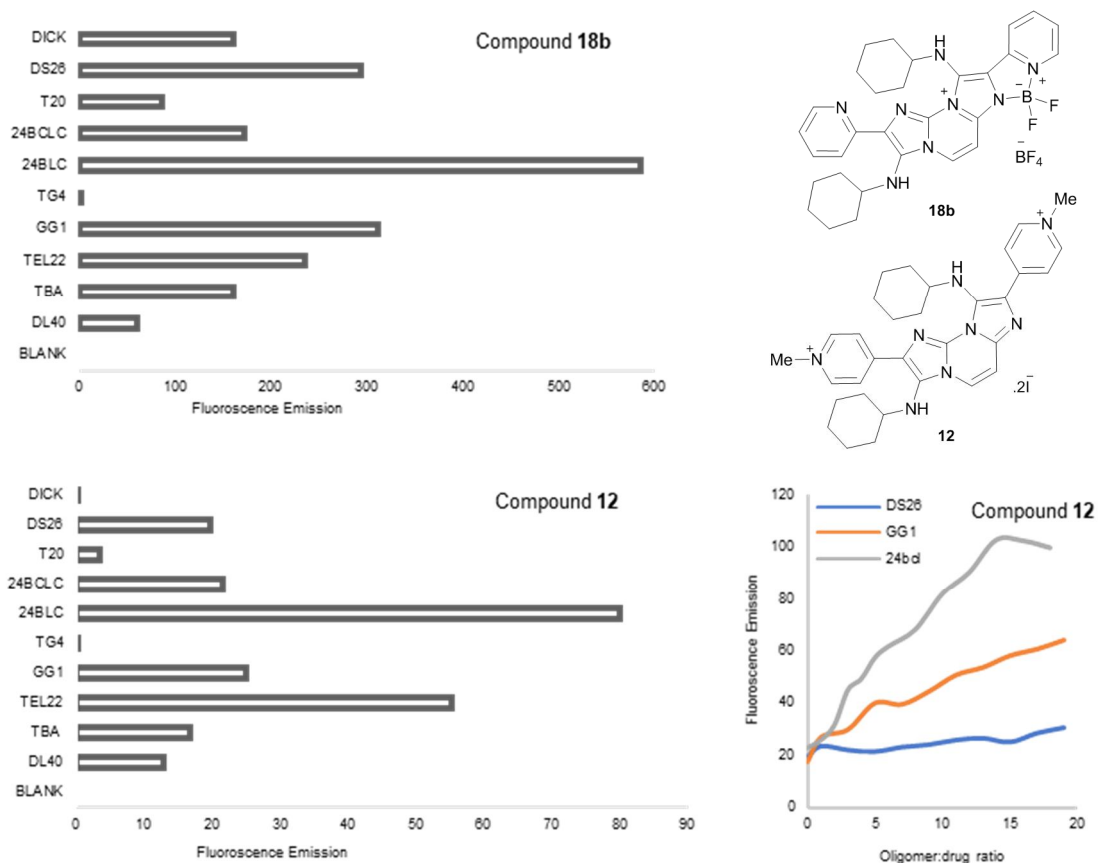 Compound 18b
DICK
DS26
T20
24BCLC
24BLC
TG4
GG1
TEL22
TBA
DL40
BLANK
0 100 200 300 400 500 600
Fluoroscence Emission
NH
N
N
+
N
N
N
−
B
+
F
F
N
NH
−
BF4
18b
Me
+
N
H
N
N
N
N
N
+
Me N
NH
.2I−
12
Compound 12
DICK
DS26
T20
24BCLC
24BLC
TG4
GG1
TEL22
TBA
DL40
BLANK
0 10 20 30 40 50 60 70 80 90
Fluoroscence Emission
Compound 12
DS26
GG1
24bcl
120
100
80
60
40
20
0
0 5 10 15 20
Fluoroscence Emission
Oligomer:drug ratio